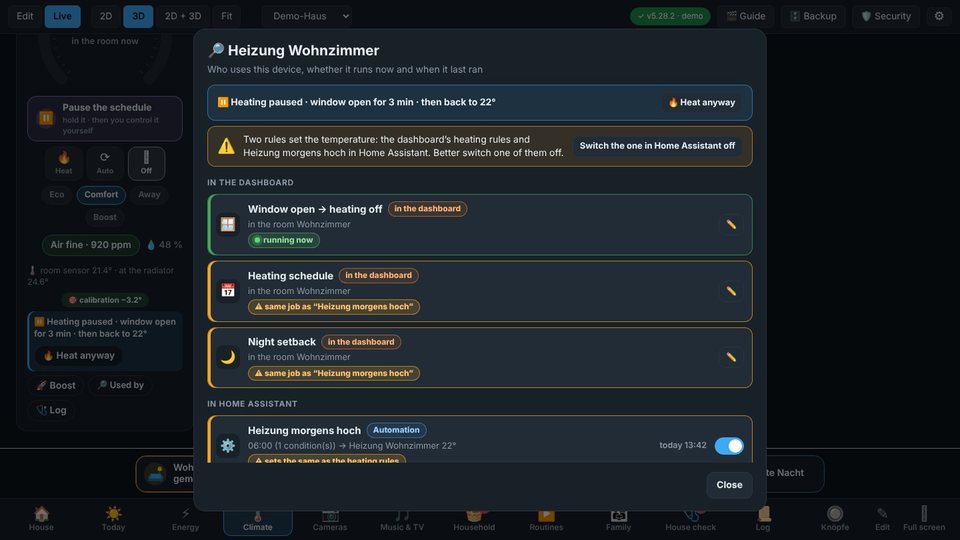 Edit Live 2D 3D 2D + 3D Fit Demo-Haus ✓ v5.28.2 · demo Guide Backup Security
in the room now
Pause the schedule
hold it · then you control it
yourself
Heat Auto Off
Eco Comfort Away
Boost
Air fine · 920 ppm 48 %
room sensor 21.4° · at the radiator
24.6°
calibration −3.2°
Heating paused · window open
for 3 min · then back to 22°
Heat anyway
Boost Used by
Log
Heizung Wohnzimmer
Who uses this device, whether it runs now and when it last ran
Heating paused · window open for 3 min · then back to 22° Heat anyway
Two rules set the temperature: the dashboard's heating rules and
Heizung morgens hoch in Home Assistant. Better switch one of them off.
Switch the one in Home Assistant off
IN THE DASHBOARD
Window open → heating off in the dashboard
in the room Wohnzimmer
running now
Heating schedule in the dashboard
in the room Wohnzimmer
same job as “Heizung morgens hoch”
Night setback in the dashboard
in the room Wohnzimmer
same job as “Heizung morgens hoch”
IN HOME ASSISTANT
Heizung morgens hoch Automation
06:00 (1 condition(s)) → Heizung Wohnzimmer 22° today 13:42
sets the same as the heating rules
Close
House Today Energy Climate Cameras Music & TV Household Routines Family House check Log Knöpfe Edit Full screen